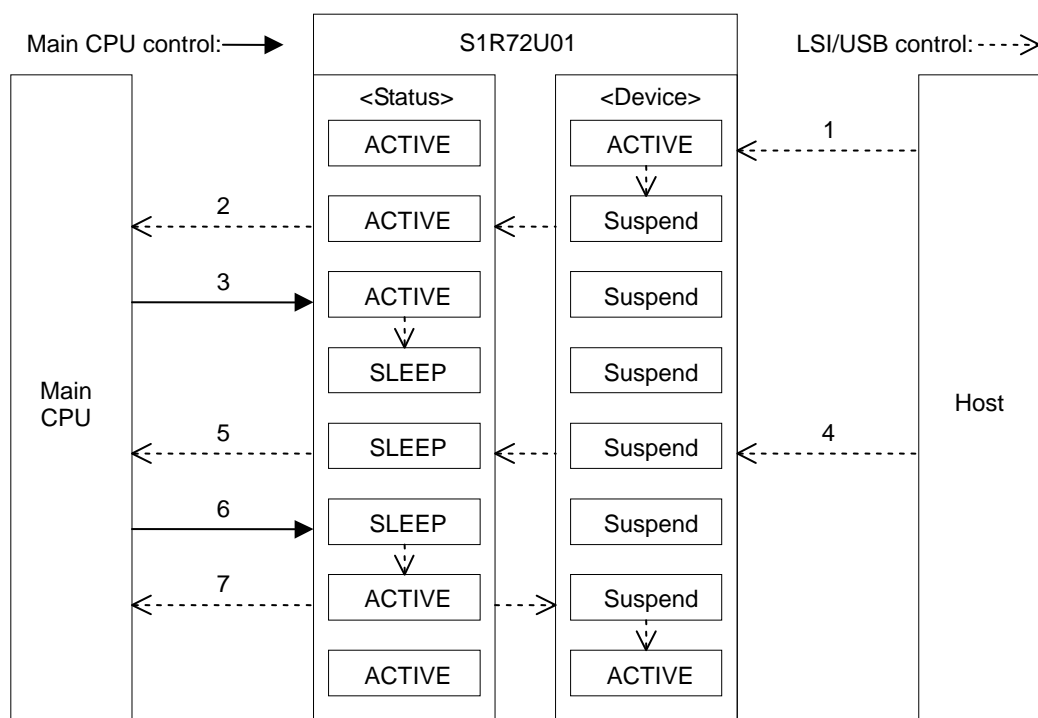 Main CPU control:
S1R72U01
LSI/USB control:
<Status>
<Device>
ACTIVE
ACTIVE
1
2
ACTIVE
Suspend
3
ACTIVE
Suspend
SLEEP
Suspend
Main
CPU
Host
5
SLEEP
Suspend
4
6
SLEEP
Suspend
7
ACTIVE
Suspend
ACTIVE
ACTIVE